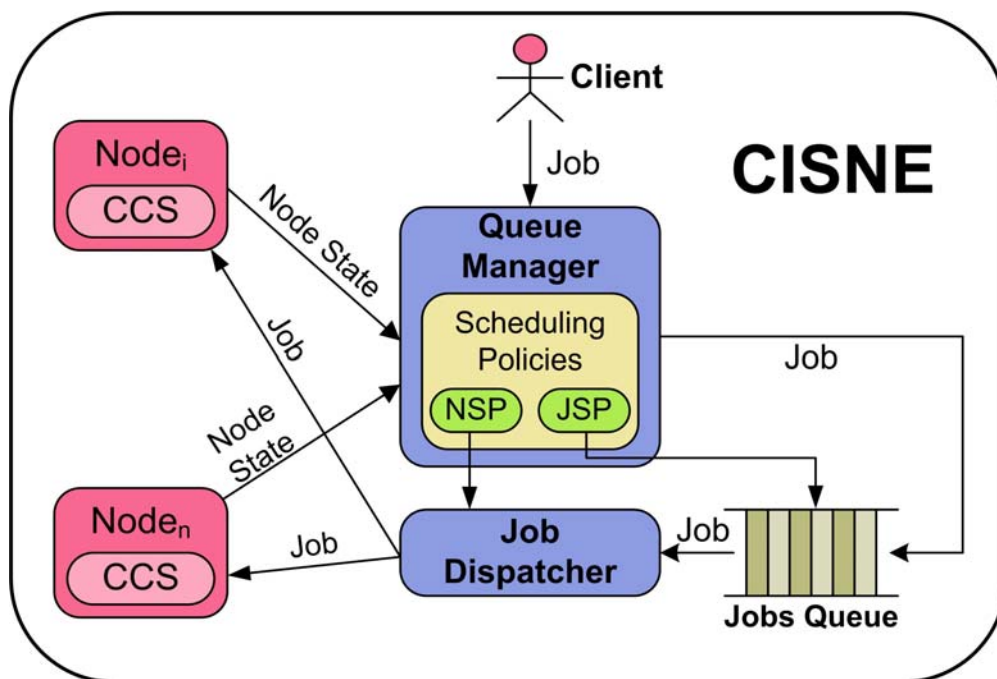 Client
CISNE
Job
Node_i
CCS
Node State
Queue
Manager
Scheduling
Policies
NSP
JSP
Job
Job
Node
State
Node_n
CCS
Job
Job
Dispatcher
Job
Jobs Queue